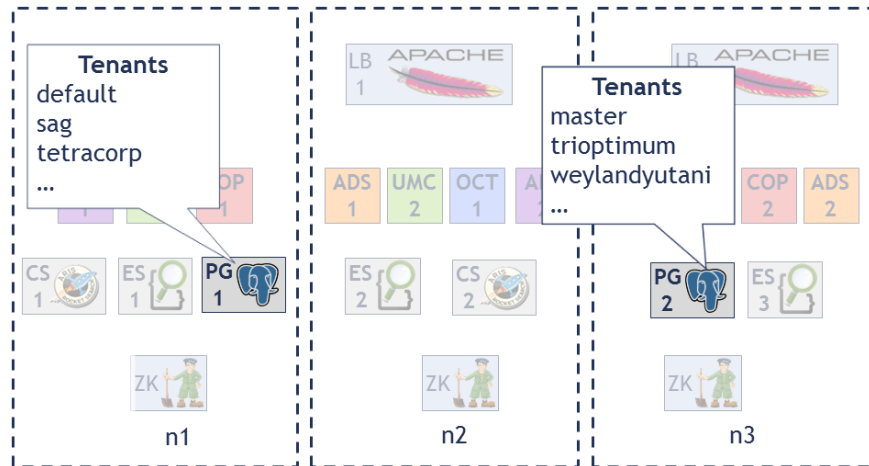 LB
1
APACHE
LB
APACHE
Tenants
default
sag
tetracorp
...
Tenants
master
trioptimum
weylandyutani
...
1
OP
1
ADS
1
UMC
2
OCT
1
COP
2
ADS
2
CS
1
ES
1
PG
1
ES
2
CS
2
PG
2
ES
3
ZK
ZK
ZK
n1
n2
n3